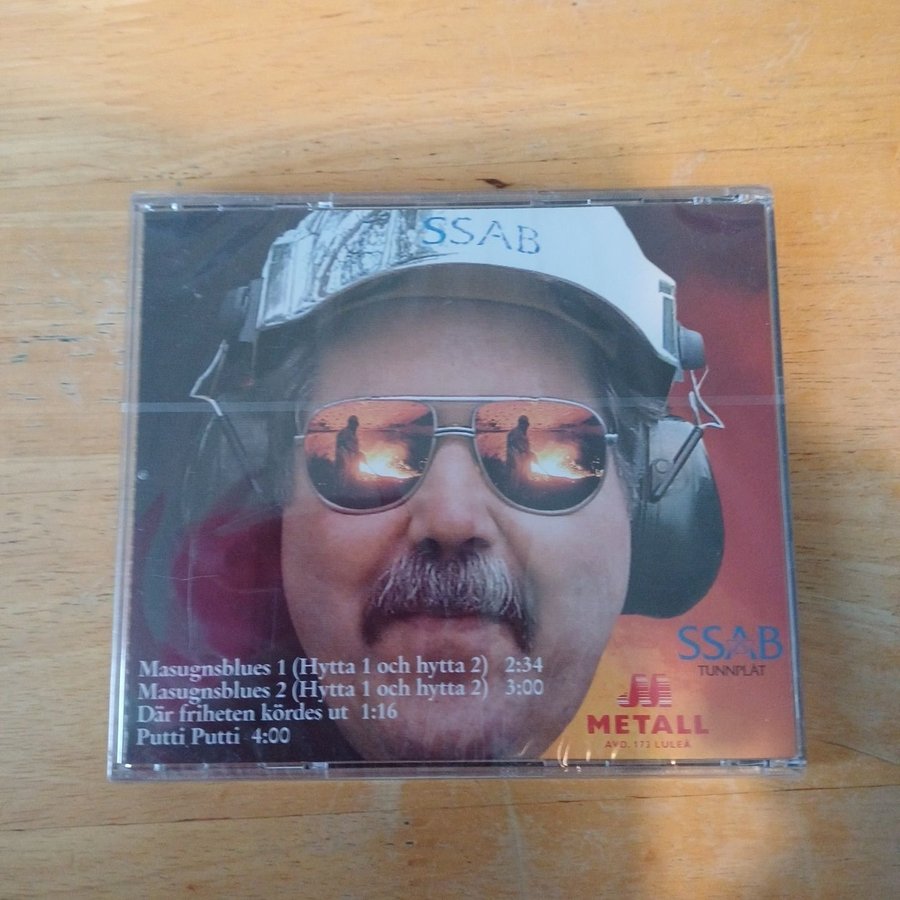 SSAB
Masugnsblues 1 (Hytta 1 och hytta 2) 2:34
Masugnsblues 2 (Hytta 1 och hytta 2) 3:00
Där friheten kördes ut 1:16
Putti Putti 4:00
SSAB
TUNNPLÅT
METALL
AVD. 173 LULEÅ